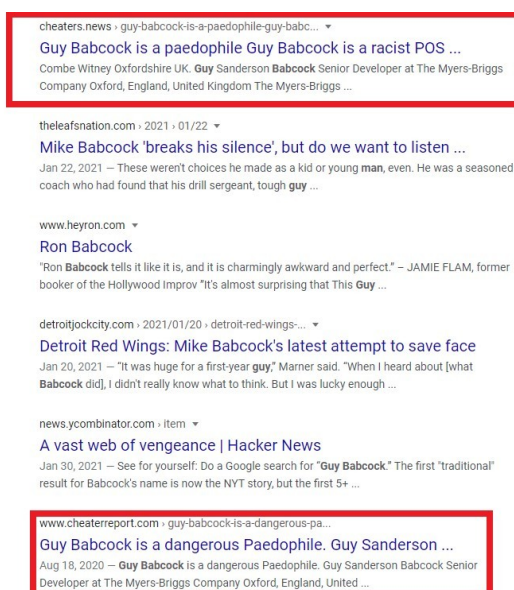 cheaters.news › guy-babcock-is-a-paedophile-guy-babc...
Guy Babcock is a paedophile Guy Babcock is a racist POS ...
Combe Witney Oxfordshire UK. Guy Sanderson Babcock Senior Developer at The Myers-Briggs
Company Oxford, England, United Kingdom The Myers-Briggs ...
theleafsnation.com › 2021 › 01/22
Mike Babcock 'breaks his silence', but do we want to listen ...
Jan 22, 2021 — These weren't choices he made as a kid or young man, even. He was a seasoned
coach who had found that his drill sergeant, tough guy ...
www.heyron.com
Ron Babcock
"Ron Babcock tells it like it is, and it is charmingly awkward and perfect." – JAMIE FLAM, former
booker of the Hollywood Improv "It's almost surprising that This Guy ...
detroitjockcity.com › 2021/01/20 › detroit-red-wings-...
Detroit Red Wings: Mike Babcock's latest attempt to save face
Jan 20, 2021 — "It was huge for a first-year guy," Marner said. "When I heard about [what
Babcock did], I didn't really know what to think. But I was lucky enough ...
news.ycombinator.com › item
A vast web of vengeance | Hacker News
Jan 30, 2021 — See for yourself: Do a Google search for "Guy Babcock." The first "traditional"
result for Babcock's name is now the NYT story, but the first 5+ ...
www.cheaterreport.com › guy-babcock-is-a-dangerous-pa...
Guy Babcock is a dangerous Paedophile. Guy Sanderson ...
Aug 18, 2020 — Guy Babcock is a dangerous Paedophile. Guy Sanderson Babcock Senior
Developer at The Myers-Briggs Company Oxford, England, United ...